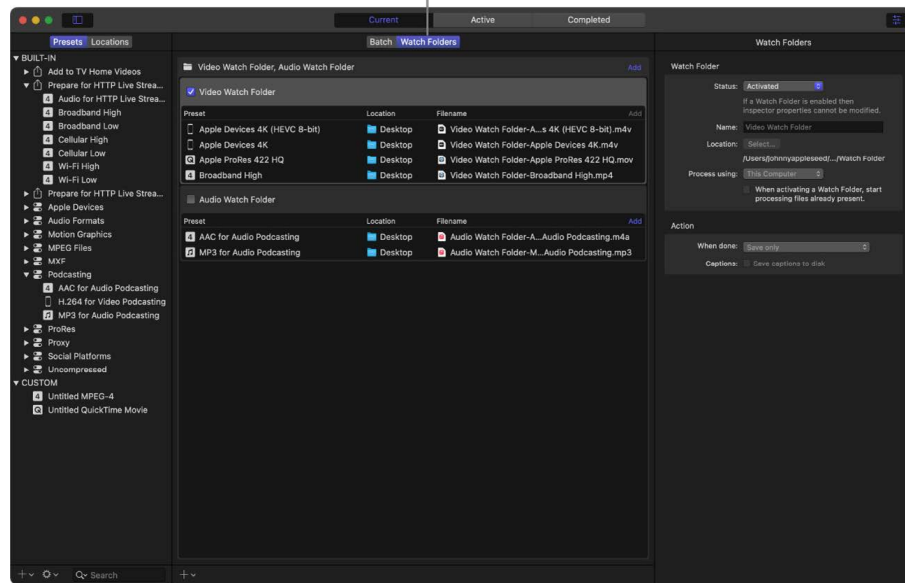 Current Active Completed
Presets Locations
Batch Watch Folders
Watch Folders
BUILT-IN
Add to TV Home Videos
Prepare for HTTP Live Strea...
Audio for HTTP Live Strea...
Broadband High
Broadband Low
Cellular High
Cellular Low
Wi-Fi High
Wi-Fi Low
Prepare for HTTP Live Strea...
Apple Devices
Audio Formats
Motion Graphics
MPEG Files
MXF
Podcasting
AAC for Audio Podcasting
H.264 for Video Podcasting
MP3 for Audio Podcasting
ProRes
Proxy
Social Platforms
Uncompressed
CUSTOM
Untitled MPEG-4
Untitled QuickTime Movie
Search
Video Watch Folder, Audio Watch Folder Add
Video Watch Folder
Preset Location Filename Add
Apple Devices 4K (HEVC 8-bit) Desktop Video Watch Folder-A...s 4K (HEVC 8-bit).m4v
Apple Devices 4K Desktop Video Watch Folder-Apple Devices 4K.m4v
Apple ProRes 422 HQ Desktop Video Watch Folder-Apple ProRes 422 HQ.mov
Broadband High Desktop Video Watch Folder-Broadband High.mp4
Audio Watch Folder
Preset Location Filename Add
AAC for Audio Podcasting Desktop Audio Watch Folder-A...Audio Podcasting.m4a
MP3 for Audio Podcasting Desktop Audio Watch Folder-M...Audio Podcasting.mp3
Watch Folder
Status: Activated
If a Watch Folder is enabled then
inspector properties cannot be modified.
Name: Video Watch Folder
Location: Select...
/Users/johnnyappleseed/.../Watch Folder
Process using: This Computer
When activating a Watch Folder, start
processing files already present.
Action
When done: Save only
Captions: Save captions to disk